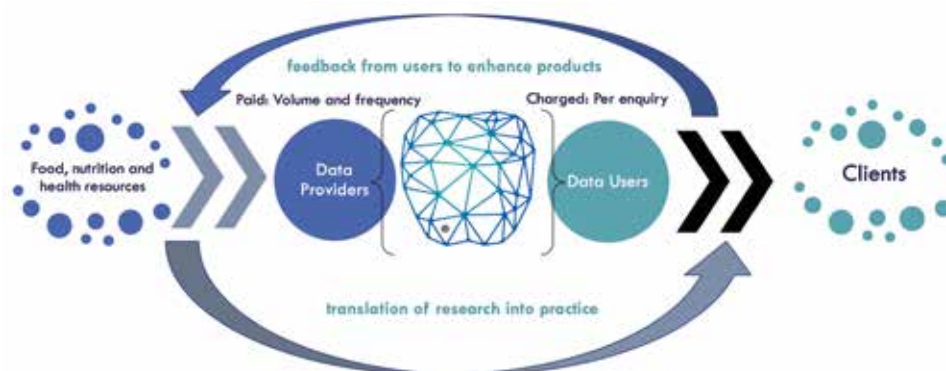 feedback from users to enhance products
Paid: Volume and frequency
Charged: Per enquiry
Food, nutrition and
health resources
Data
Providers
Data Users
Clients
translation of research into practice